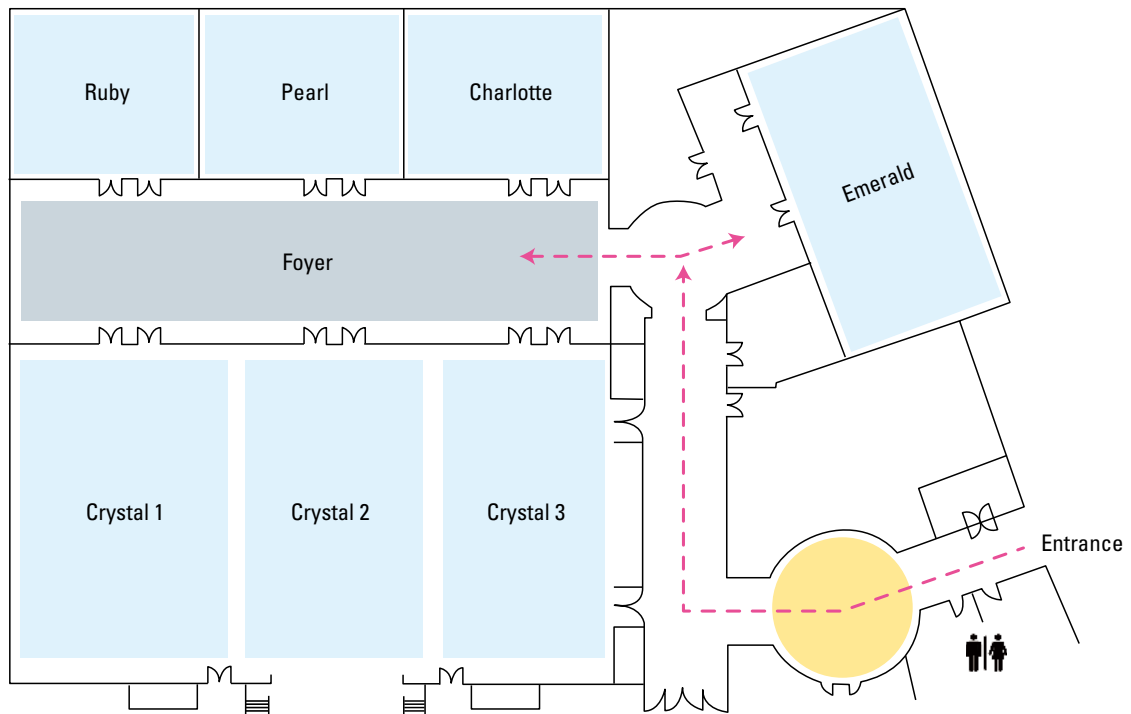 Ruby
Pearl
Charlotte
Emerald
Foyer
Crystal 1
Crystal 2
Crystal 3
Entrance